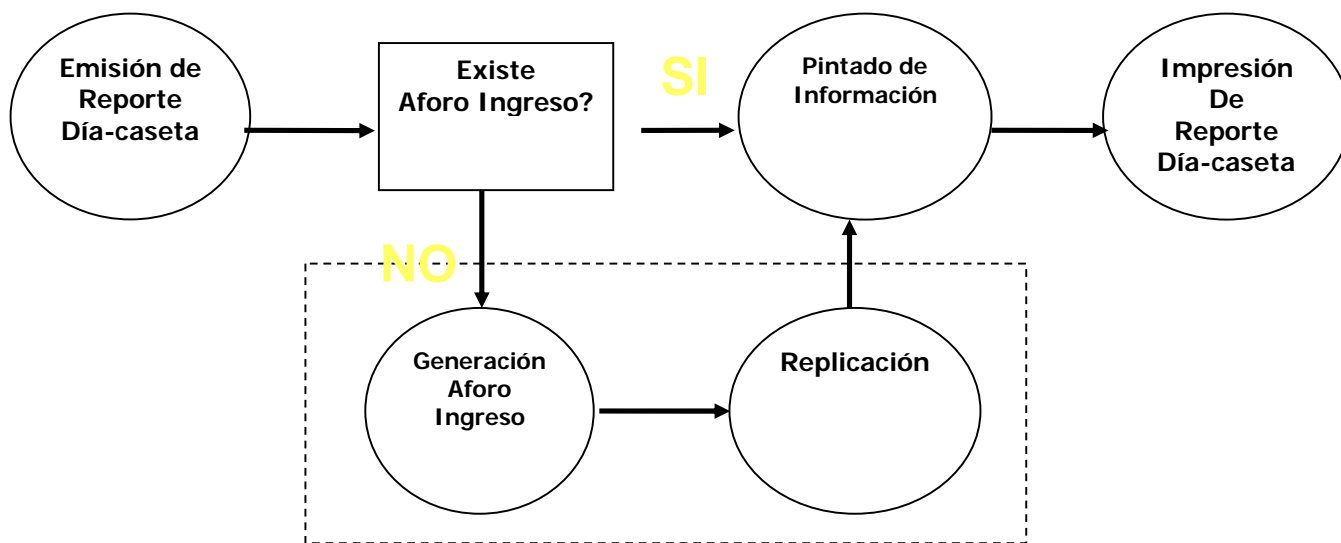 Emisión de
Reporte
Día-caseta
Existe
Aforo Ingreso?
SI
Pintado de
Información
Impresión
De
Reporte
Día-caseta
NO
Generación
Aforo
Ingreso
Replicación